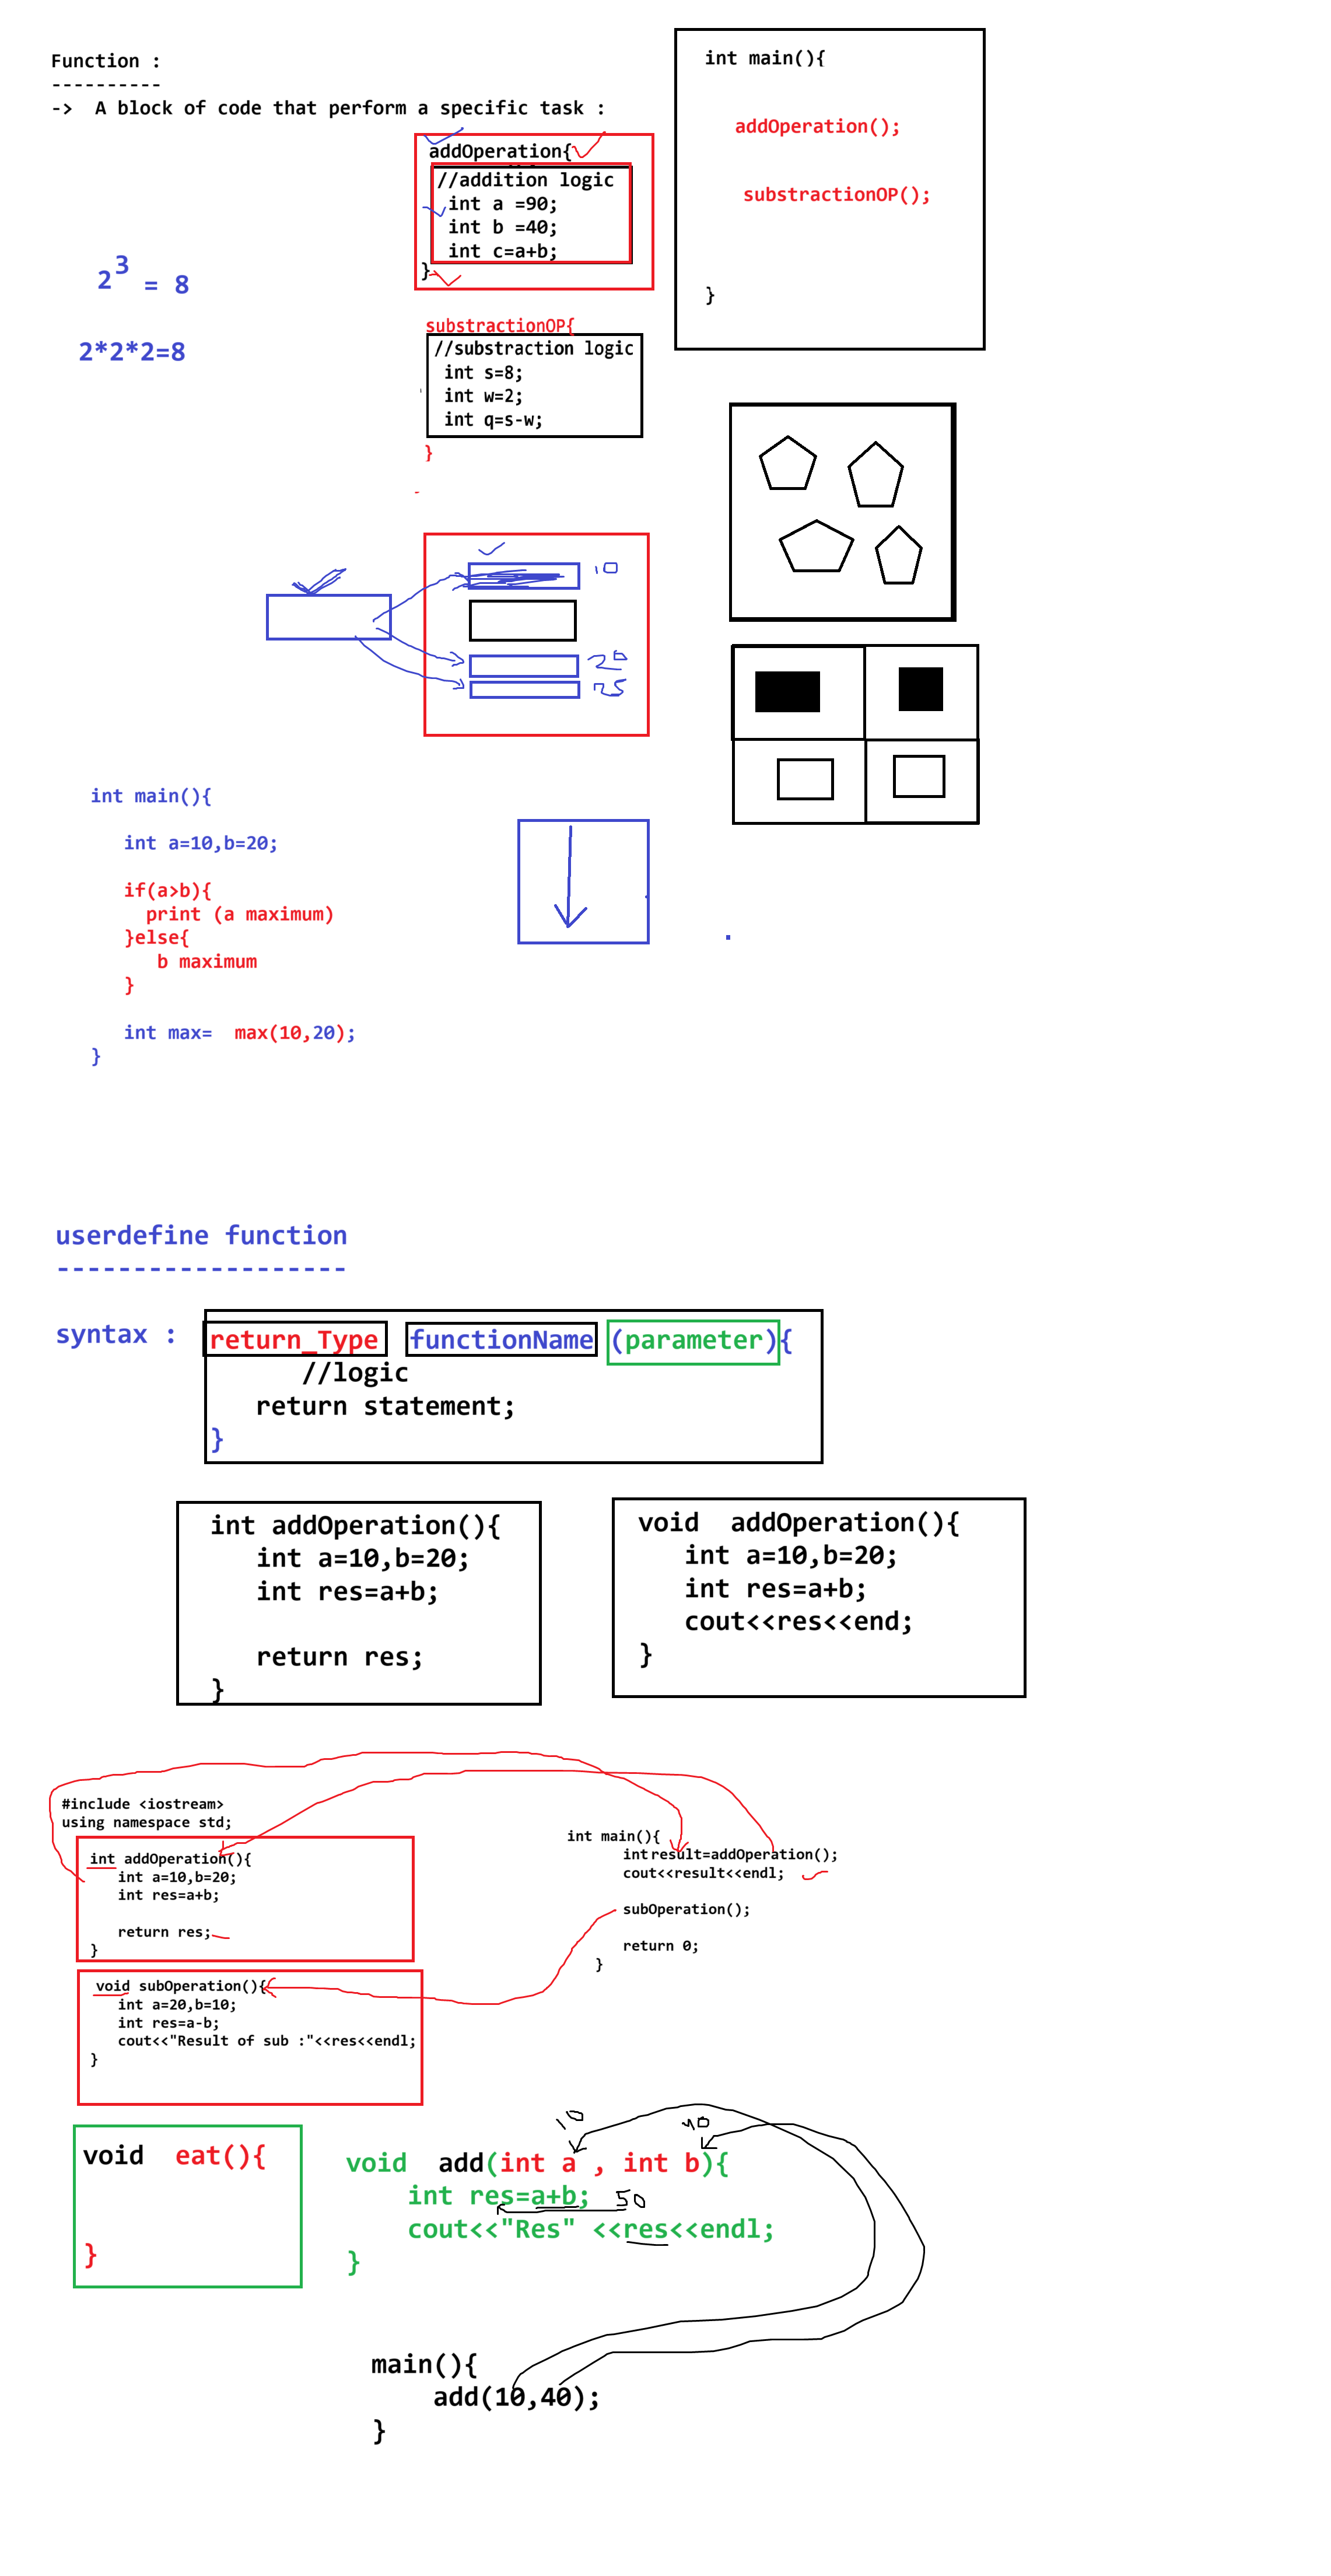 Function :
----------
->  A block of code that perform a specific task :
addOperation{
//addition logic
int a =90;
int b =40;
int c=a+b;
}
int main(){
addOperation();
substractionOP();
}
2^3 = 8
2*2*2=8
substractionOP{
//substraction logic
int s=8;
int w=2;
int q=s-w;
}
10
20
25
int main(){
int a=10,b=20;
if(a>b){
print (a maximum)
}else{
b maximum
}
int max=  max(10,20);
}
userdefine function
-------------------
syntax :  return_Type  functionName (parameter){
//logic
return statement;
}
int addOperation(){
int a=10,b=20;
int res=a+b;
return res;
}
void  addOperation(){
int a=10,b=20;
int res=a+b;
cout<<res<<end;
}
#include <iostream>
using namespace std;
int addOperation(){
int a=10,b=20;
int res=a+b;
return res;
}
void subOperation(){
int a=20,b=10;
int res=a-b;
cout<<"Result of sub :"<<res<<endl;
}
int main(){
int result=addOperation();
cout<<result<<endl;
subOperation();
return 0;
}
void  eat(){
}
10 40
void  add(int a , int b){
int res=a+b; 50
cout<<"Res" <<res<<endl;
}
main(){
add(10,40);
}